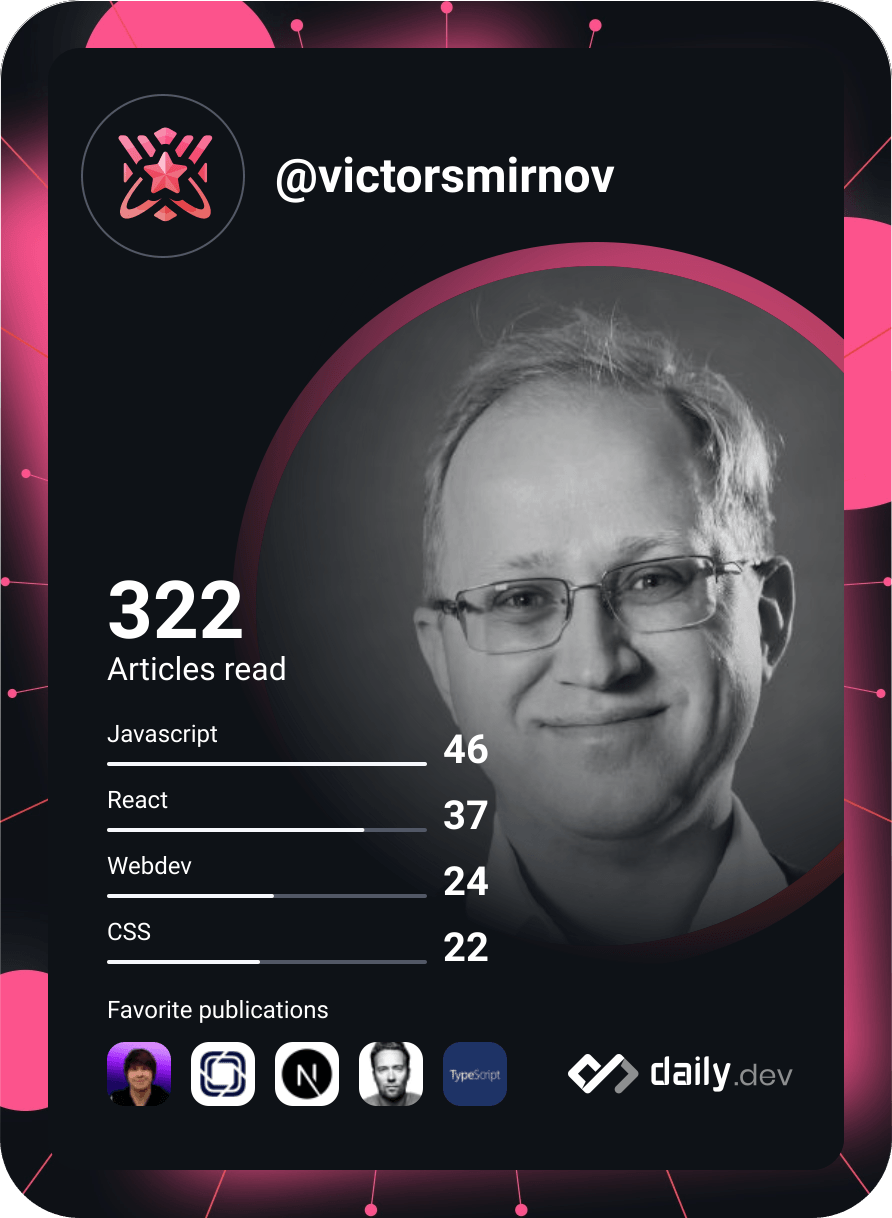 @victorsmirnov
322
Articles read
Javascript
46
React
37
Webdev
24
CSS
22
Favorite publications
N
TypeScript
daily.dev